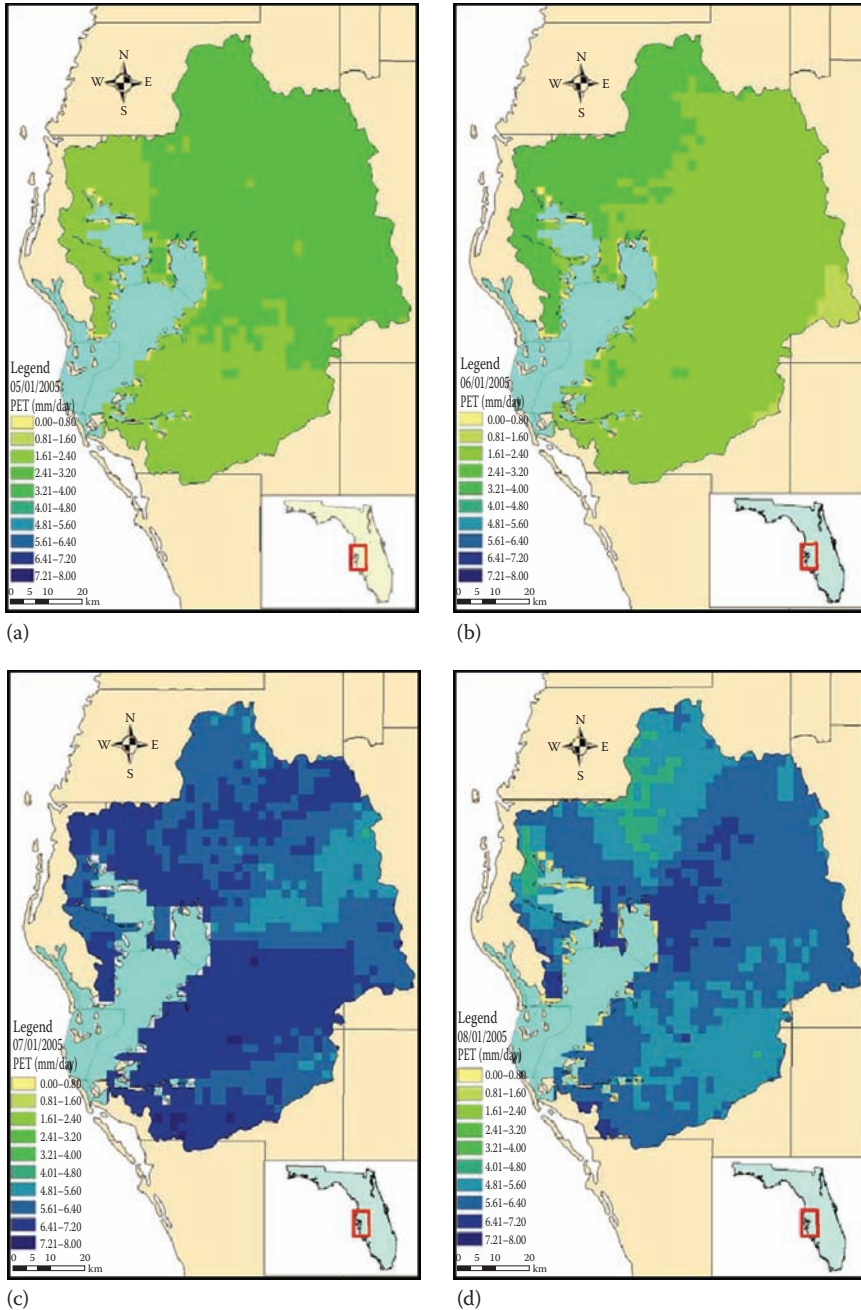 N
W E
S
Legend
05/01/2005
PET (mm/day)
0.00–0.80
0.81–1.60
1.61–2.40
2.41–3.20
3.21–4.00
4.01–4.80
4.81–5.60
5.61–6.40
6.41–7.20
7.21–8.00
0 5 10 20
km
(a)
N
W E
S
Legend
06/01/2005
PET (mm/day)
0.00–0.80
0.81–1.60
1.61–2.40
2.41–3.20
3.21–4.00
4.01–4.80
4.81–5.60
5.61–6.40
6.41–7.20
7.21–8.00
0 5 10 20
km
(b)
N
W E
S
Legend
07/01/2005
PET (mm/day)
0.00–0.80
0.81–1.60
1.61–2.40
2.41–3.20
3.21–4.00
4.01–4.80
4.81–5.60
5.61–6.40
6.41–7.20
7.21–8.00
0 5 10 20
km
(c)
N
W E
S
Legend
08/01/2005
PET (mm/day)
0.00–0.80
0.81–1.60
1.61–2.40
2.41–3.20
3.21–4.00
4.01–4.80
4.81–5.60
5.61–6.40
6.41–7.20
7.21–8.00
0 5 10 20
km
(d)